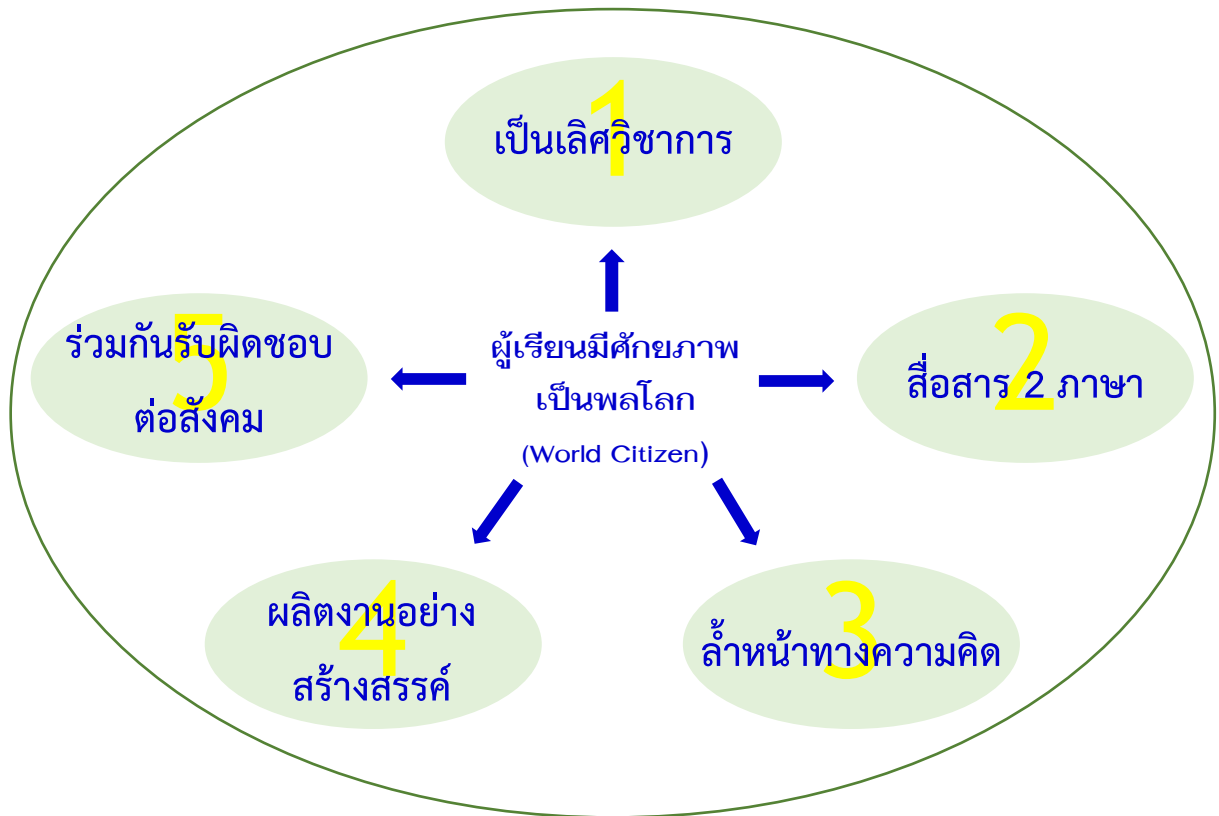 1
เป็นเลิศวิชาการ
2
สื่อสาร 2 ภาษา
3
ล้ำหน้าทางความคิด
4
ผลิตงานอย่าง
สร้างสรรค์
5
ร่วมกันรับผิดชอบ
ต่อสังคม
ผู้เรียนมีศักยภาพ
เป็นพลโลก
(World Citizen)